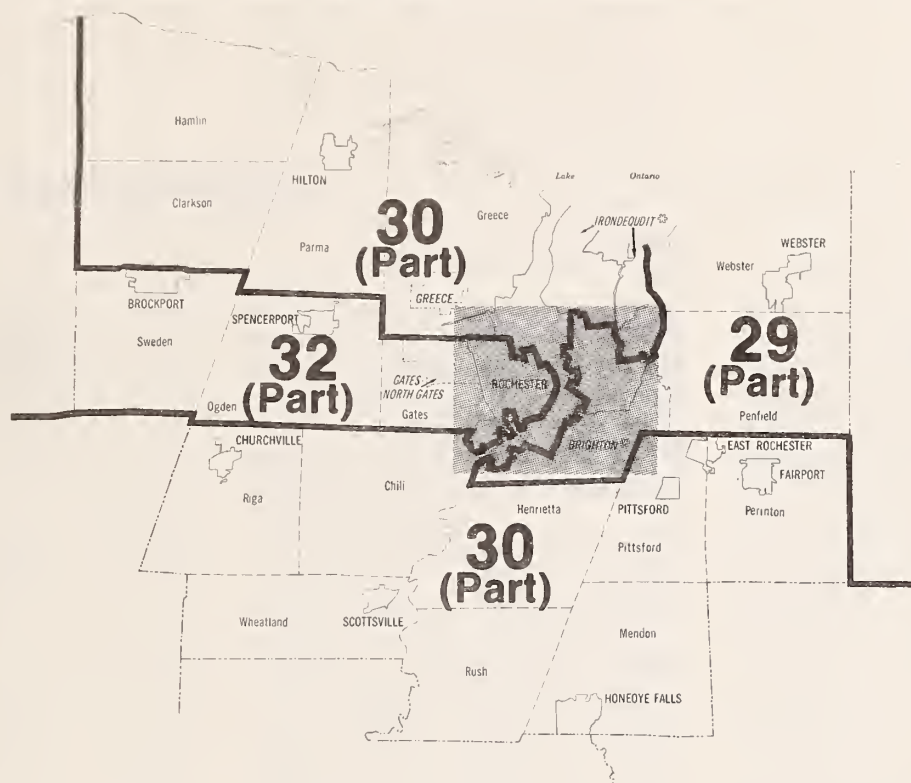 Hamlin
HILTON
Clarkson
Lake Ontario
Greece
IRONDEQUOIT
WEBSTER
Webster
30
(Part)
Parma
BROCKPORT
GREECE
SPENCERPORT
Sweden
32
(Part)
29
(Part)
ROCHESTER
GATES-
NORTH GATES
Ogden
Gates
Penfield
CHURCHVILLE
BRIGHTON
EAST ROCHESTER
FAIRPORT
Riga
Chili
Henrietta
PITTSFORD
Perinton
30
(Part)
Pittsford
Wheatland
SCOTTSVILLE
Mendon
Rush
HONEOYE FALLS